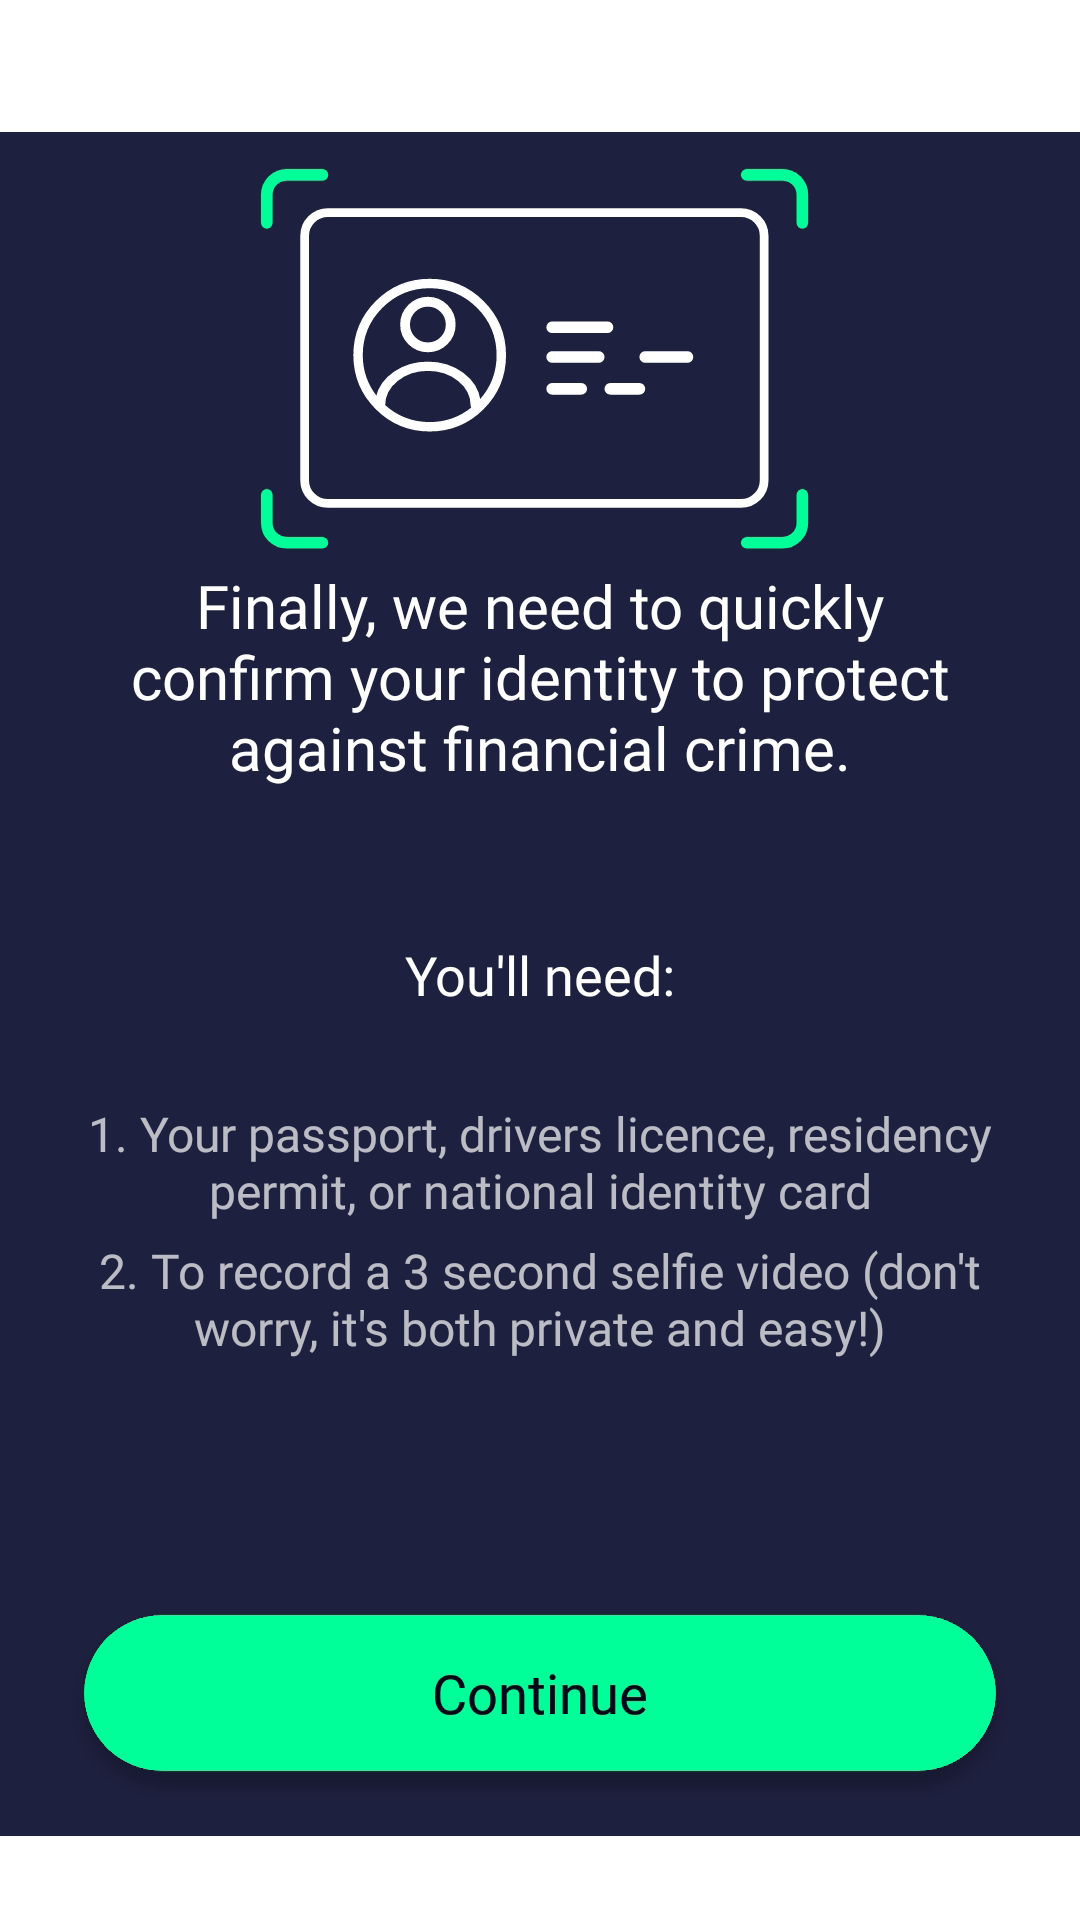 Finally, we need to quickly
confirm your identity to protect
against financial crime.
You'll need:
1. Your passport, drivers licence, residency
permit, or national identity card
2. To record a 3 second selfie video (don't
worry, it's both private and easy!)
Continue